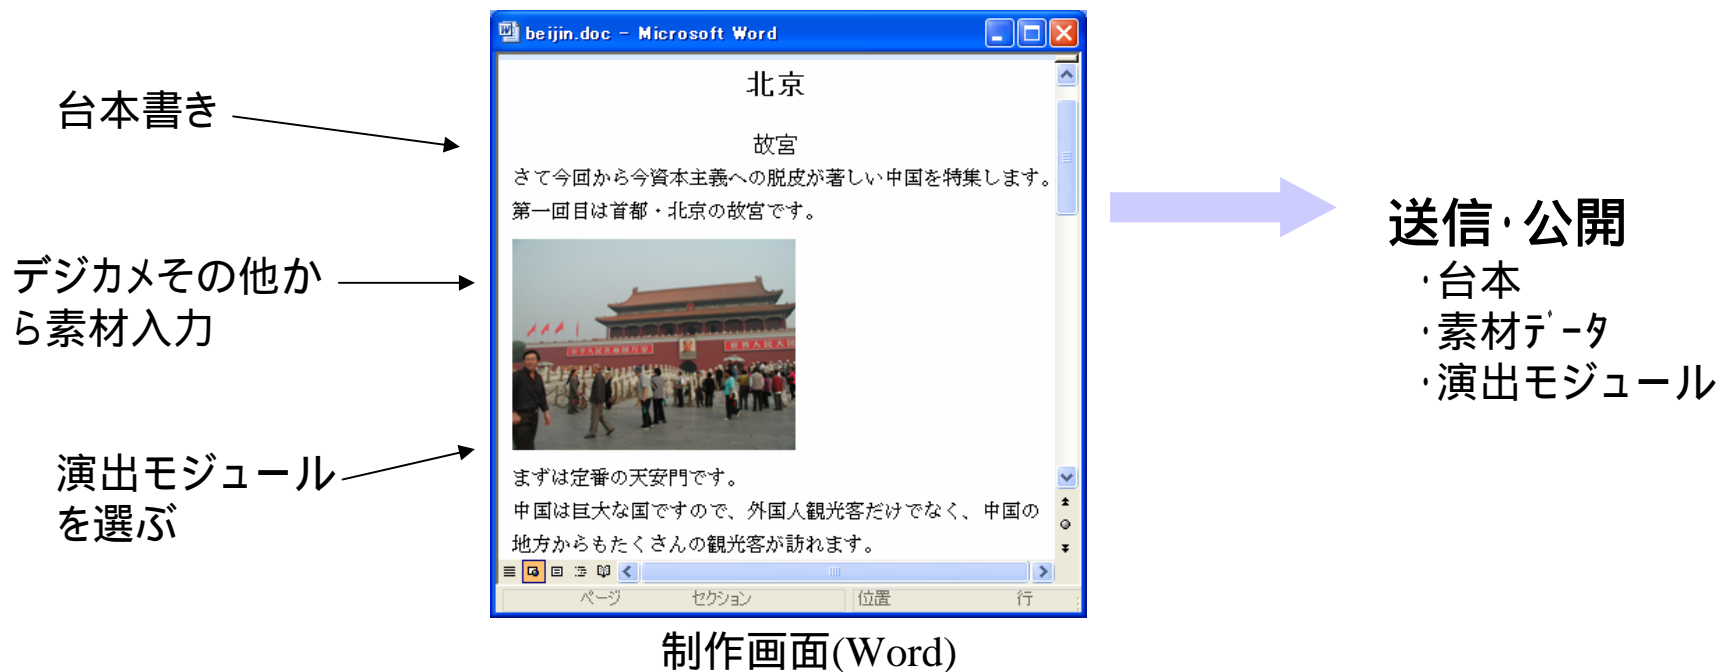 台本書き
デジカメその他か
ら素材入力
演出モジュール
を選ぶ
beijin.doc - Microsoft Word
北京
故宮
さて今回から今資本主義への脱皮が著しい中国を特集します。
第一回目は首都・北京の故宮です。
まずは定番の天安門です。
中国は巨大な国ですので、外国人観光客だけでなく、中国の
地方からもたくさんの観光客が訪れます。
ページ セクション 位置 行
制作画面(Word)
送信・公開
・台本
・素材データ
・演出モジュール